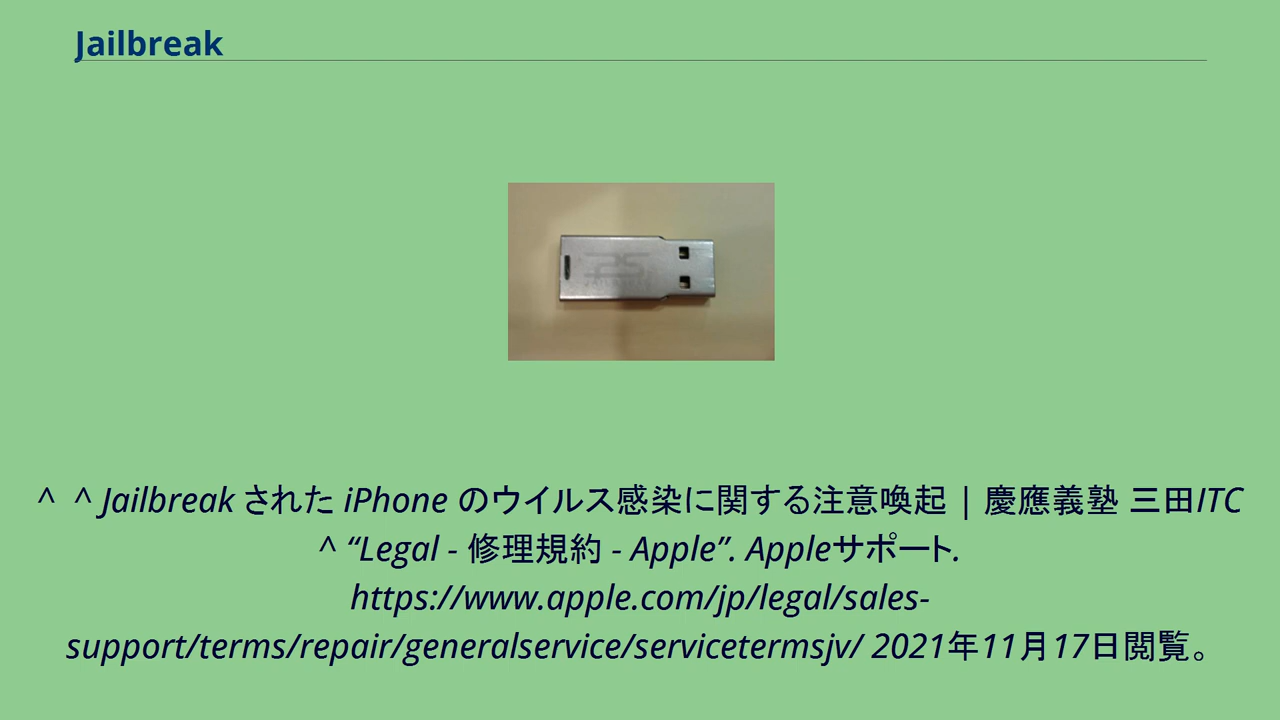 Jailbreak
^ ^ Jailbreak された iPhone のウイルス感染に関する注意喚起 | 慶應義塾 三田ITC
^ “Legal - 修理規約 - Apple”. Appleサポート.
https://www.apple.com/jp/legal/sales-
support/terms/repair/generalservice/servicetermsjv/ 2021年11月17日閲覧。